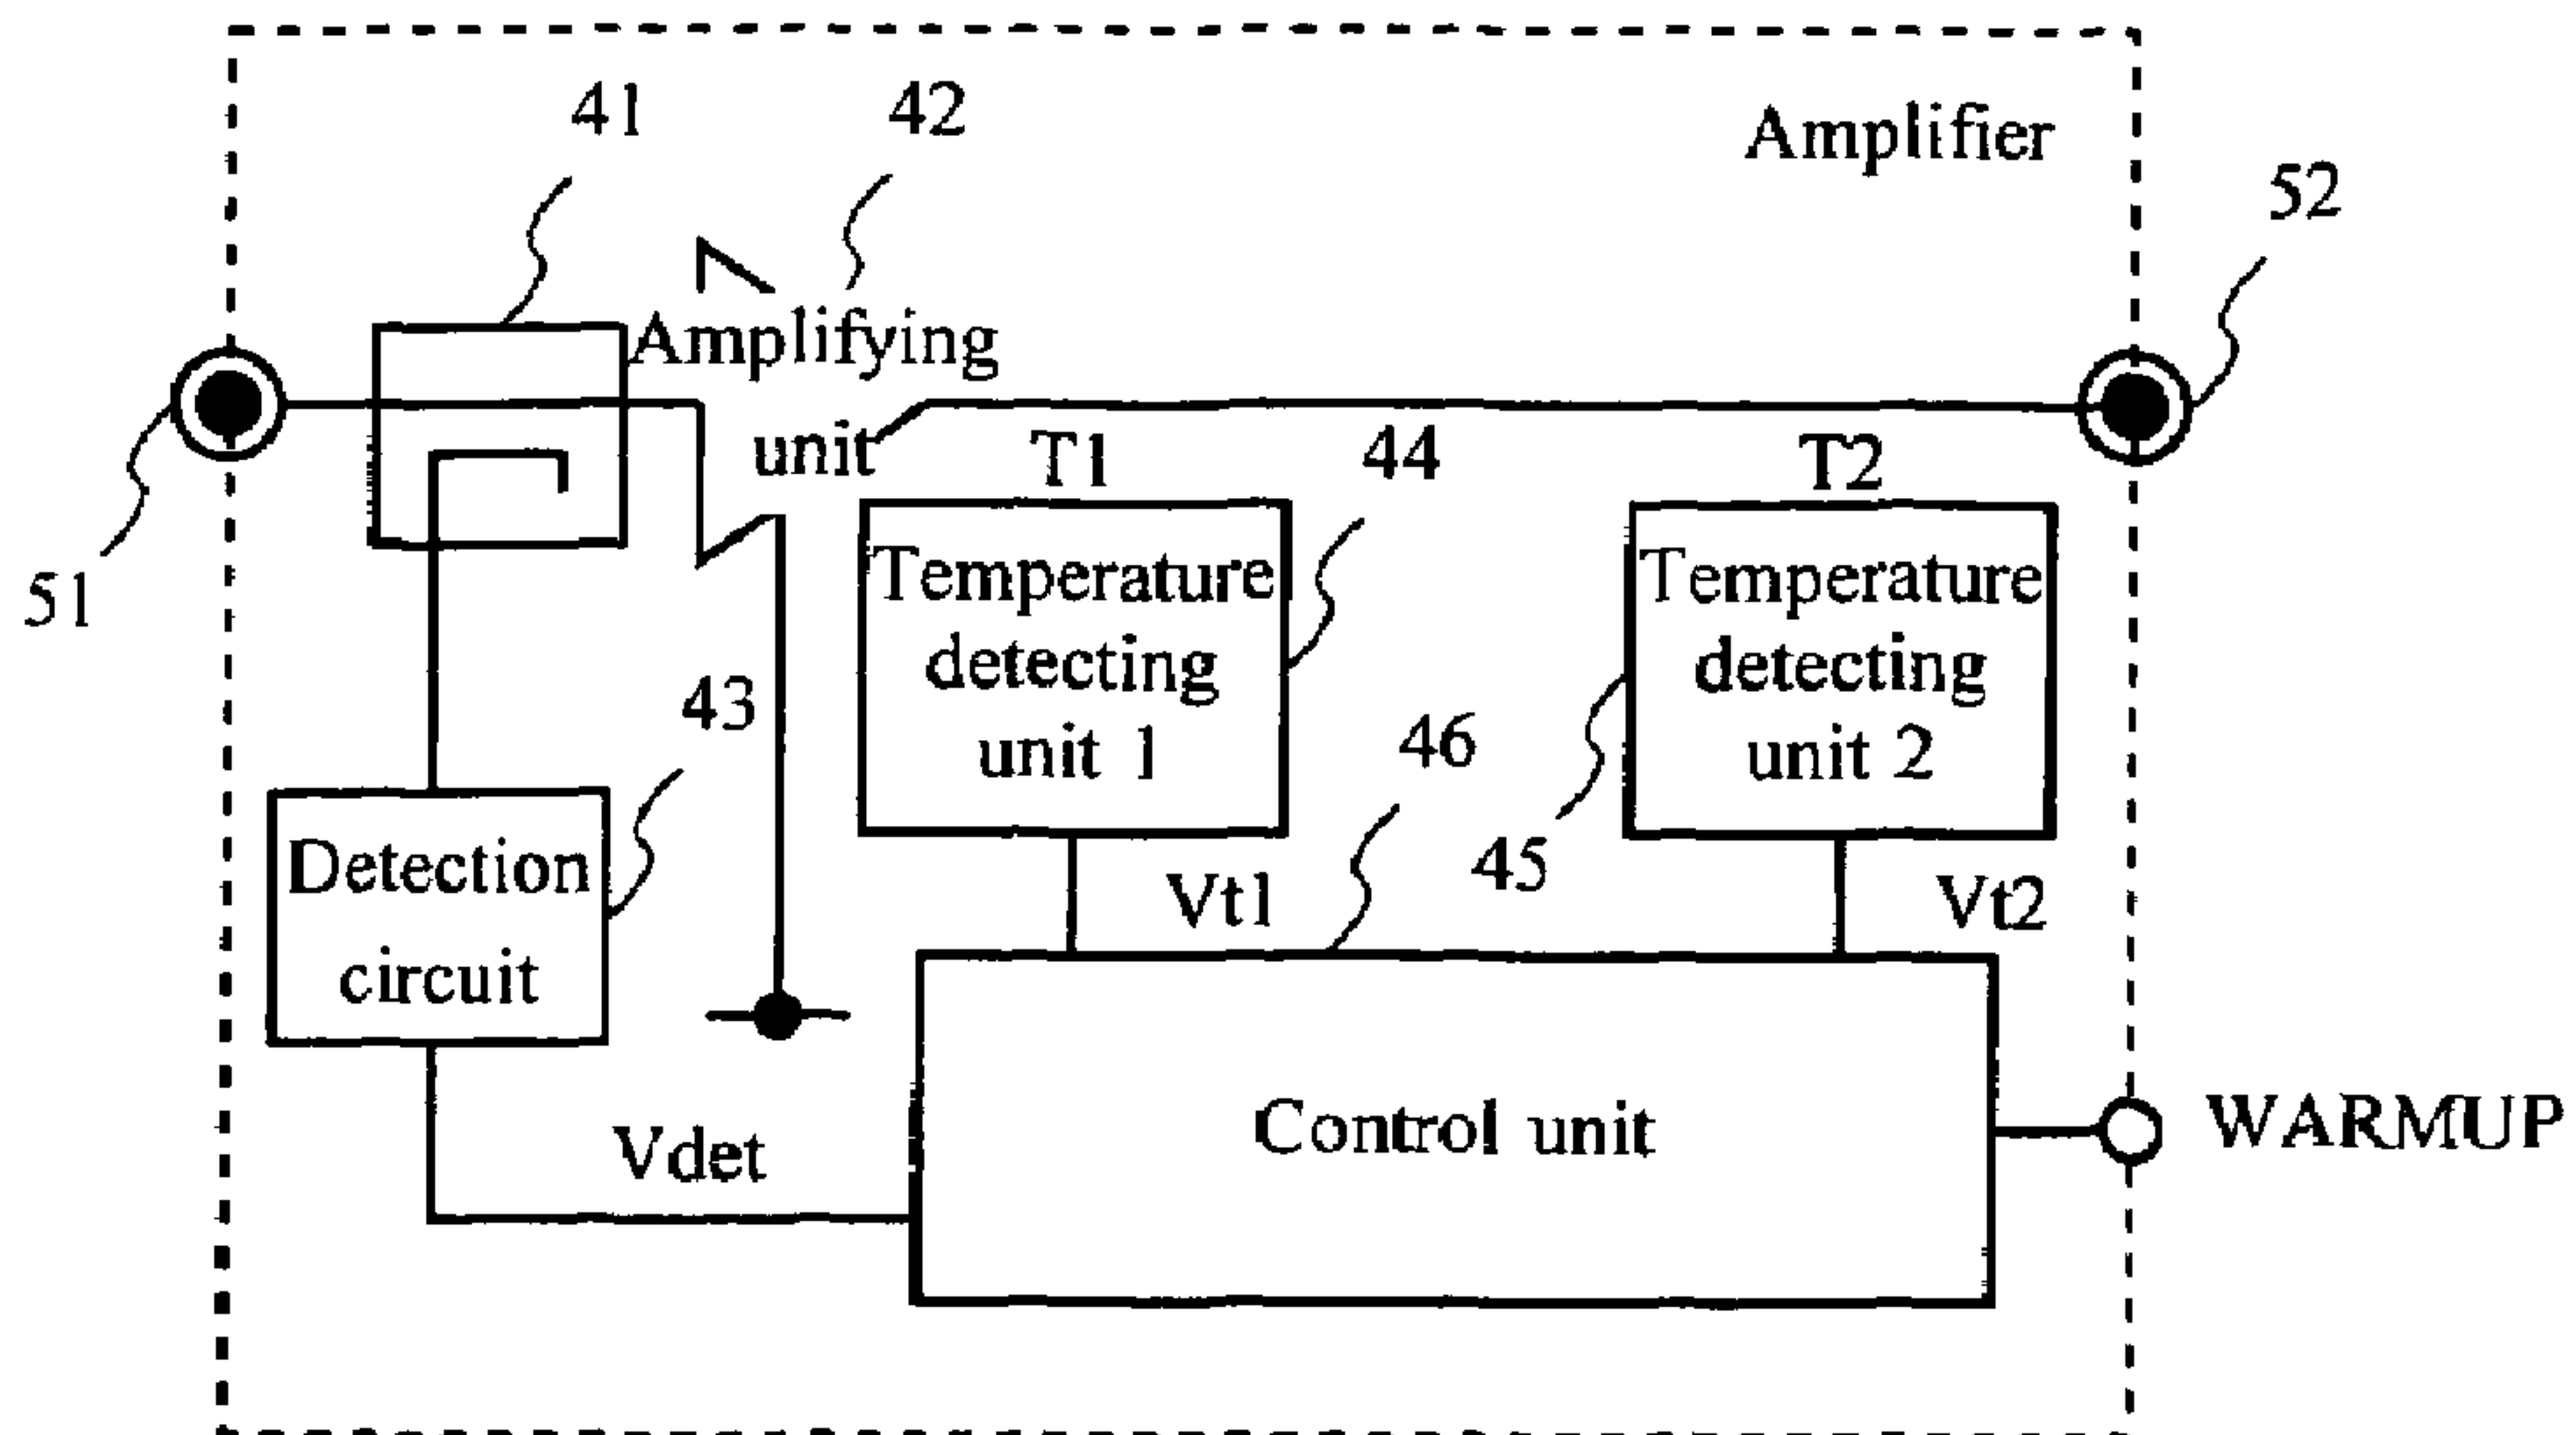 41
42
Amplifier
52
Amplifying
unit
51
T1
44
T2
Temperature
detecting
unit 1
Temperature
detecting
unit 2
43
46
45
Detection
circuit
Vt1
Vt2
Vdet
Control unit
WARMUP